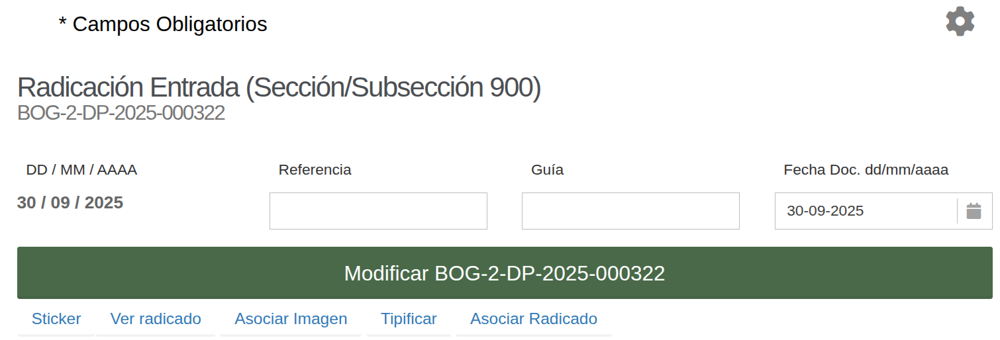 * Campos Obligatorios
Radicación Entrada (Sección/Subsección 900)
BOG-2-DP-2025-000322
DD / MM / AAAA Referencia Guía Fecha Doc. dd/mm/aaaa
30 / 09 / 2025 30-09-2025
Modificar BOG-2-DP-2025-000322
Sticker Ver radicado Asociar Imagen Tipificar Asociar Radicado